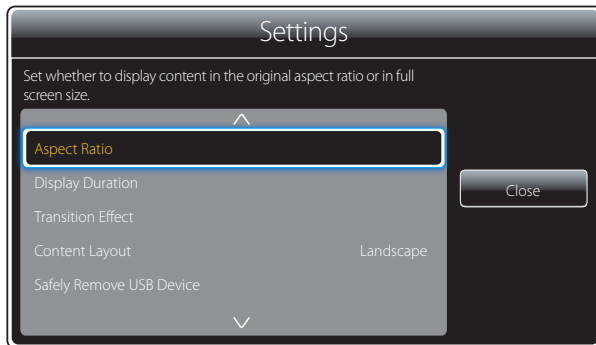 Settings
Set whether to display content in the original aspect ratio or in full
screen size.
Aspect Ratio
Display Duration
Transition Effect
Content Layout Landscape
Safely Remove USB Device
Close